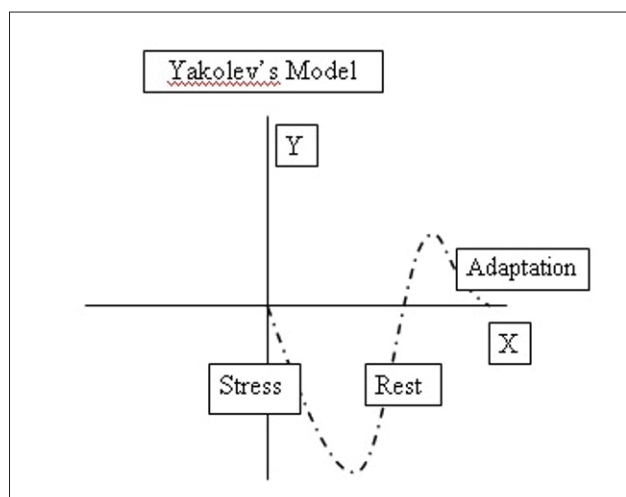 Yakolev's Model
Y
Adaptation
X
Stress
Rest